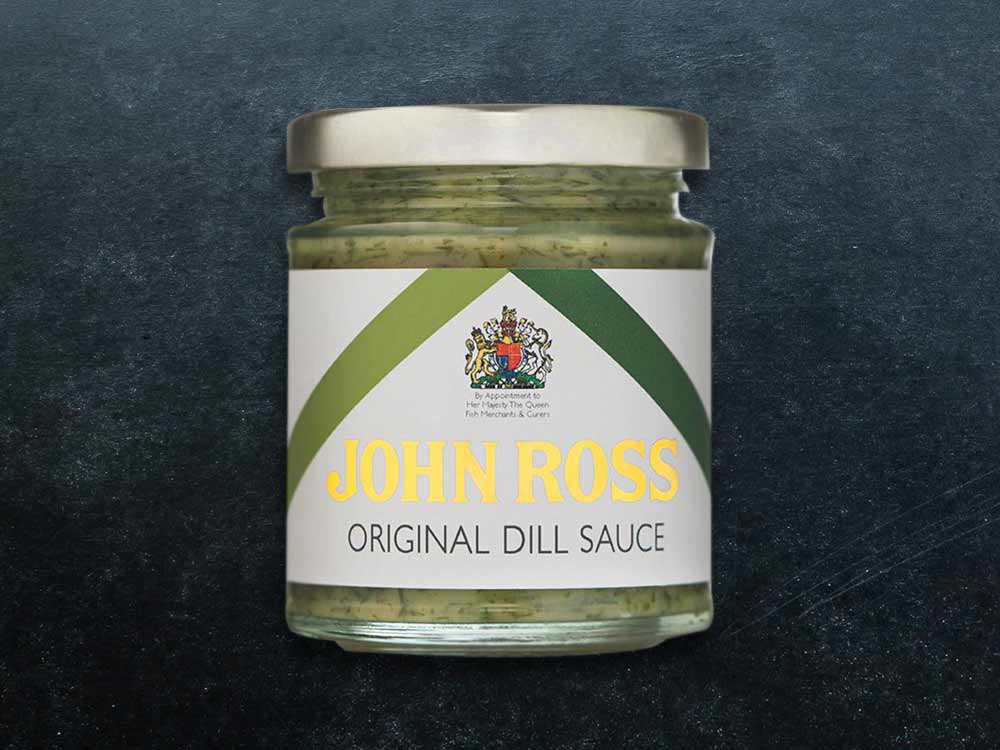 By Appointment to
Her Majesty The Queen
Fish Merchants & Curers
JOHN ROSS
ORIGINAL DILL SAUCE